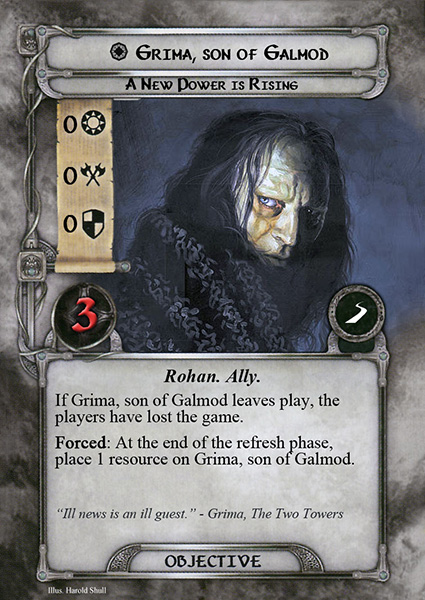 Grima, son of Galmod
A New Power is Rising
0
0
0
3
Rohan. Ally.
If Grima, son of Galmod leaves play, the
players have lost the game.
Forced: At the end of the refresh phase,
place 1 resource on Grima, son of Galmod.
“Ill news is an ill guest.” - Grima, The Two Towers
OBJECTIVE
Illus. Harold Shull